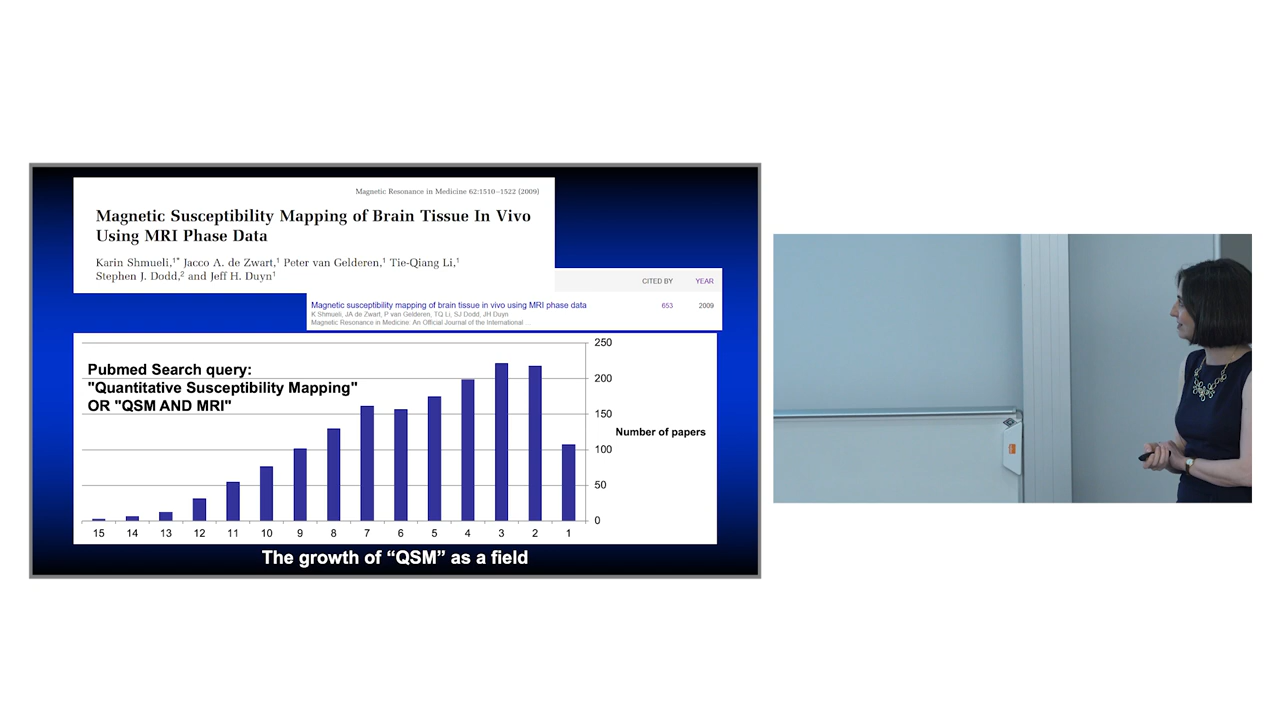 Magnetic Resonance in Medicine 62:1510–1522 (2009)
Magnetic Susceptibility Mapping of Brain Tissue In Vivo
Using MRI Phase Data
Karin Shmueli,¹* Jacco A. de Zwart,¹ Peter van Gelderen,¹ Tie-Qiang Li,¹
Stephen J. Dodd,² and Jeff H. Duyn¹
CITED BY YEAR
Magnetic susceptibility mapping of brain tissue in vivo using MRI phase data 653 2009
K Shmueli, JA de Zwart, P van Gelderen, TQ Li, SJ Dodd, JH Duyn
Magnetic Resonance in Medicine: An Official Journal of the International ...
Pubmed Search query:
"Quantitative Susceptibility Mapping"
OR "QSM AND MRI"
250
200
150
Number of papers
100
50
0
15 14 13 12 11 10 9 8 7 6 5 4 3 2 1
The growth of “QSM” as a field